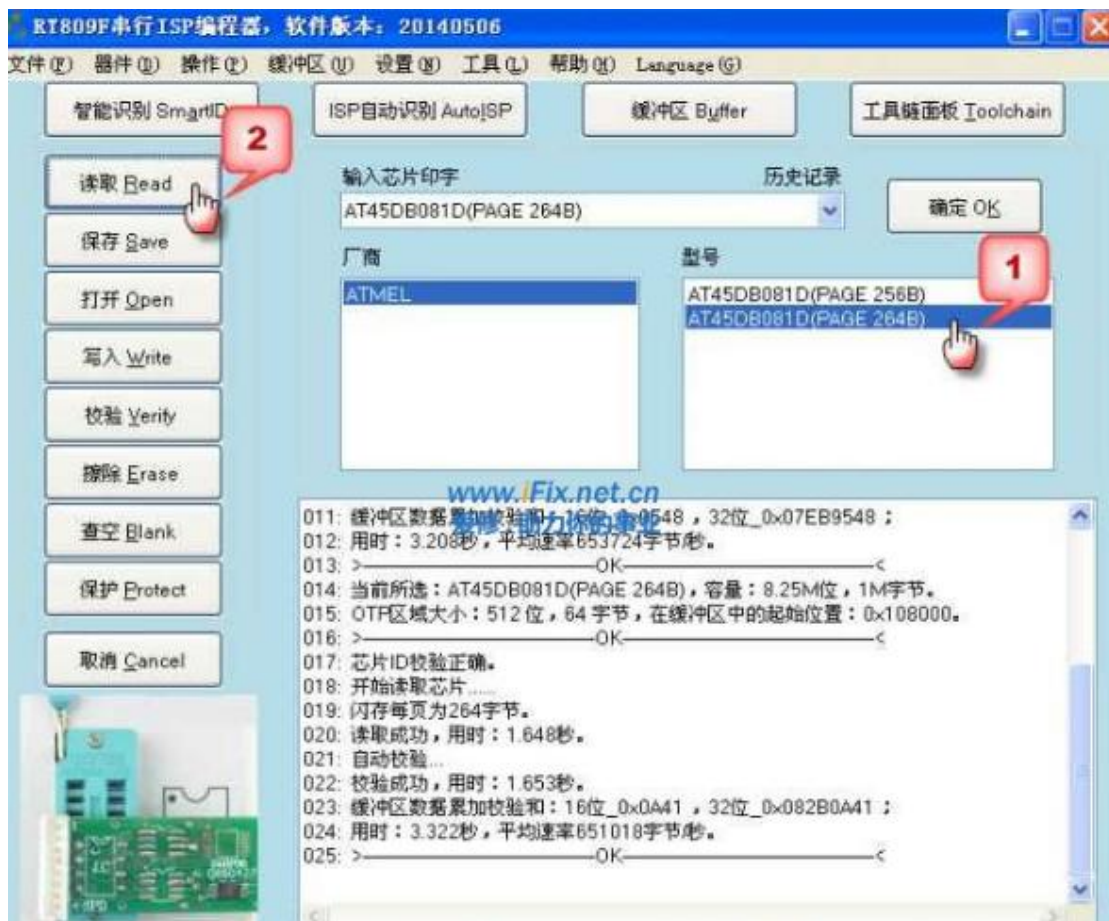 RT809F串行ISP编程器，软件版本：20140506
文件(F) 器件(D) 操作(P) 缓冲区(U) 设置(N) 工具(L) 帮助(H) Language(G)
智能识别 SmartID
ISP自动识别 AutoISP
缓冲区 Buffer
工具链面板 Toolchain
2
读取 Read
输入芯片印字
历史记录
AT45DB081D(PAGE 264B)
确定 OK
保存 Save
厂商
型号
1
打开 Open
ATMEL
AT45DB081D(PAGE 256B)
AT45DB081D(PAGE 264B)
写入 Write
校验 Verify
擦除 Erase
查空 Blank
保护 Protect
取消 Cancel
www.iFix.net.cn
爱修·助力你的事业
011: 缓冲区数据累加校验和：16位_0x9548，32位_0x07EB9548；
012: 用时：3.208秒，平均速率653724字节/秒。
013: >————————OK————————<
014: 当前所选：AT45DB081D(PAGE 264B)，容量：8.25M位，1M字节。
015: OTP区域大小：512 位，64 字节，在缓冲区中的起始位置：0x108000。
016: >————————OK————————<
017: 芯片ID校验正确。
018: 开始读取芯片......
019: 闪存每页为264字节。
020: 读取成功，用时：1.648秒。
021: 自动校验...
022: 校验成功，用时：1.653秒。
023: 缓冲区数据累加校验和：16位_0x0A41，32位_0x082B0A41；
024: 用时：3.322秒，平均速率651018字节/秒。
025: >————————OK————————<